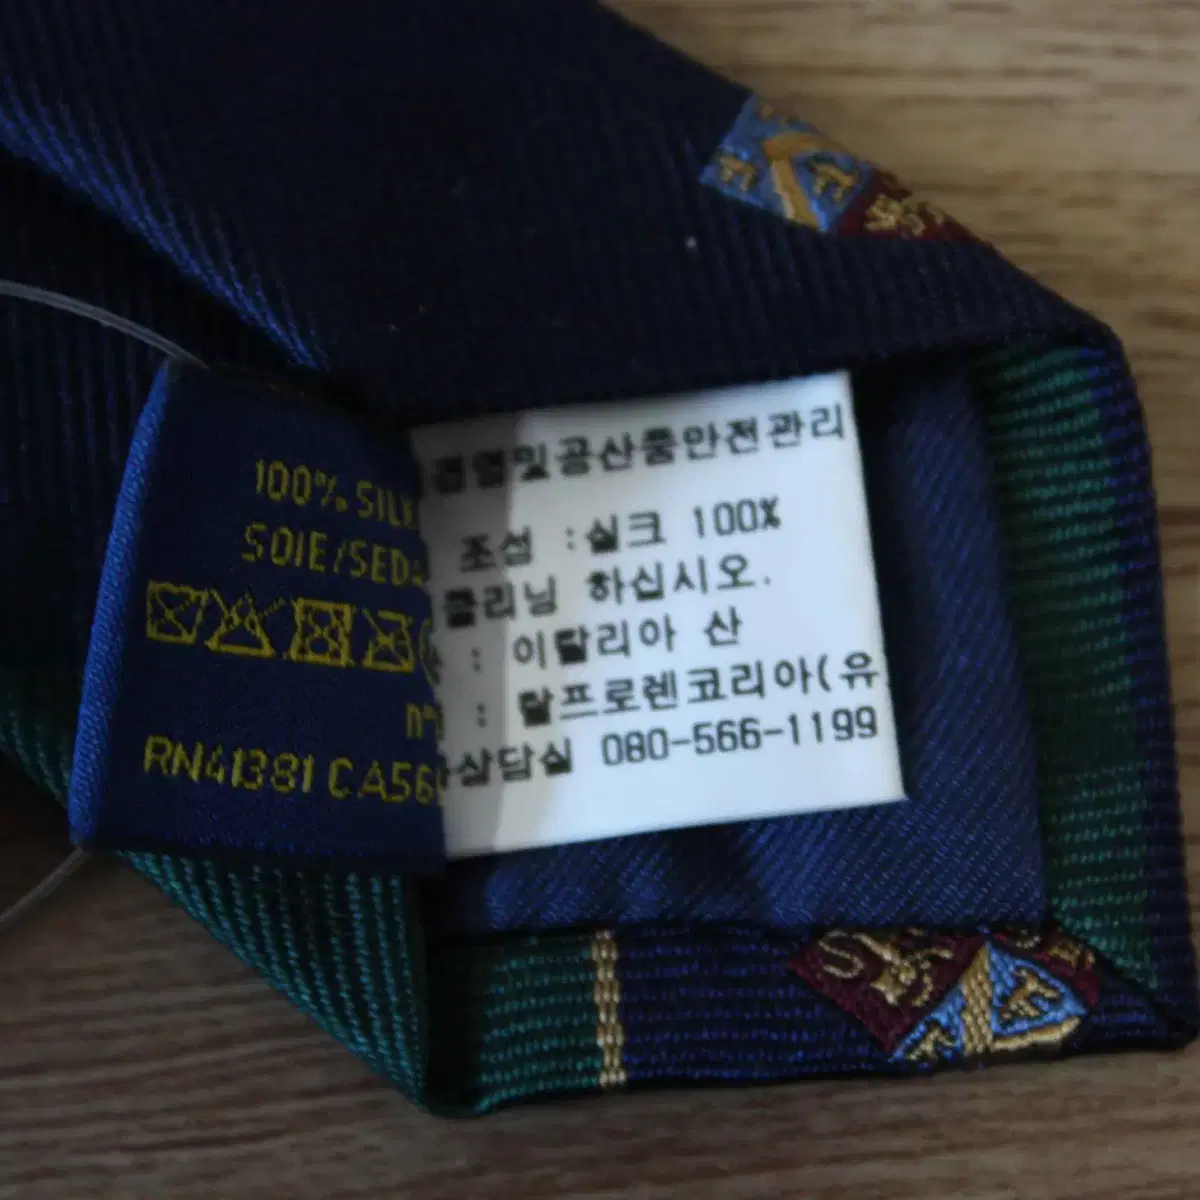 100% SILK
SOIE/SEDA
RN41381 CA56
및공산품안전관리
조성 :실크 100%
클리닝 하십시오.
: 이탈리아 산
: 랄프로렌코리아(유
상담실 080-566-1199